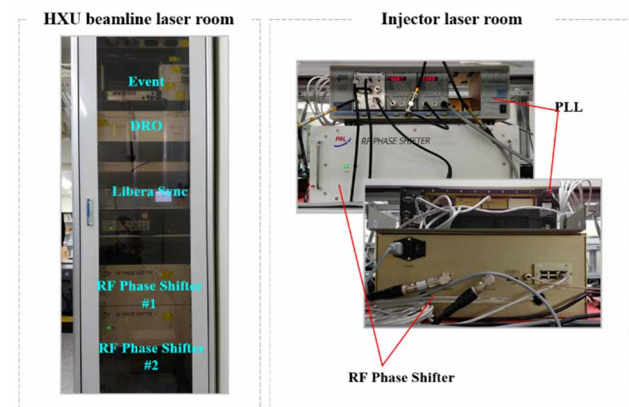 HXU beamline laser room
Injector laser room
Event
DRO
Libera Sync
RF Phase Shifter
#1
RF Phase Shifter
#2
PAL
RF PHASE SHIFTER
PLL
RF Phase Shifter